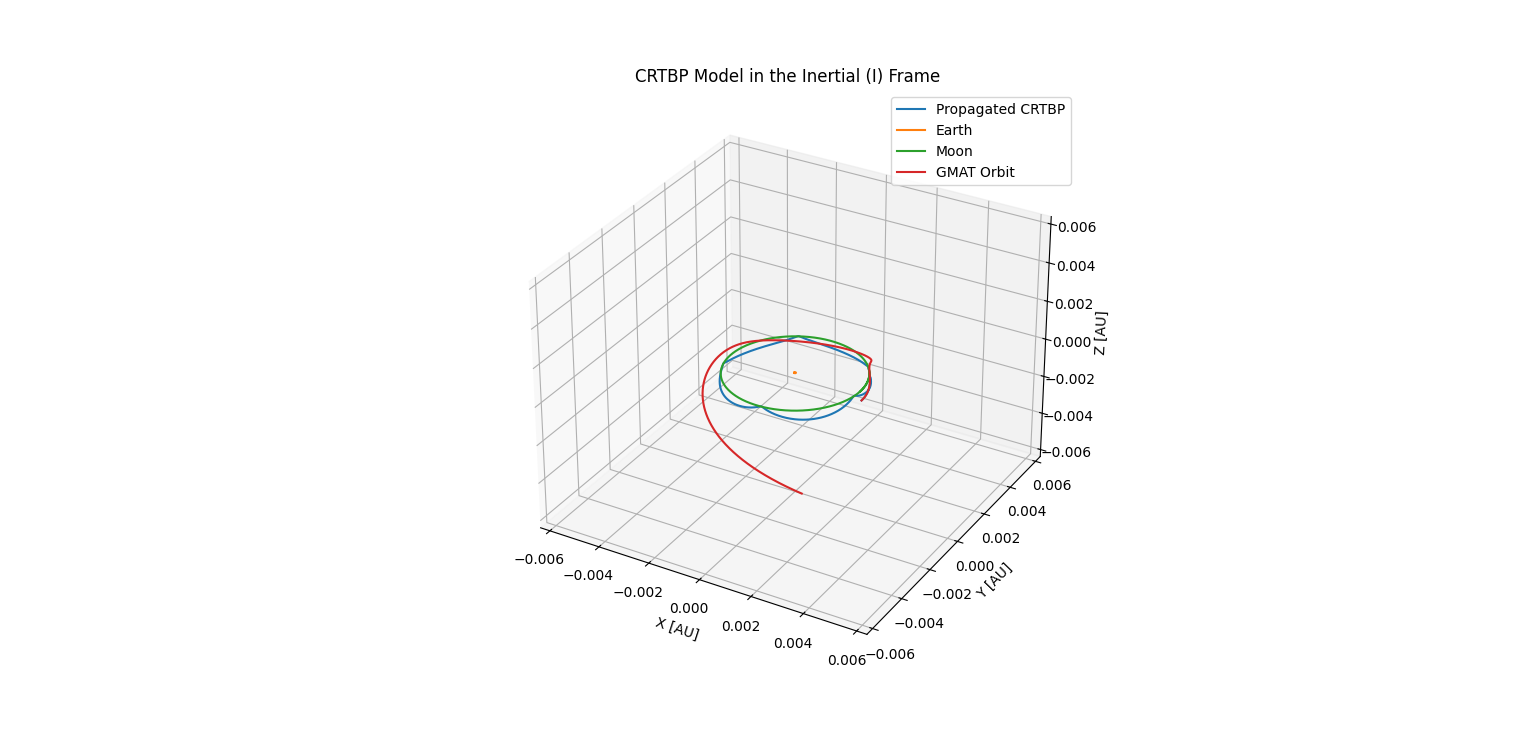 CRTBP Model in the Inertial (I) Frame
Propagated CRTBP
Earth
Moon
GMAT Orbit
0.006
0.004
0.002
0.000
−0.002
−0.004
−0.006
Z [AU]
0.006
0.004
0.002
0.000
−0.002
−0.004
−0.006
Y [AU]
−0.006
−0.004
−0.002
0.000
0.002
0.004
0.006
X [AU]